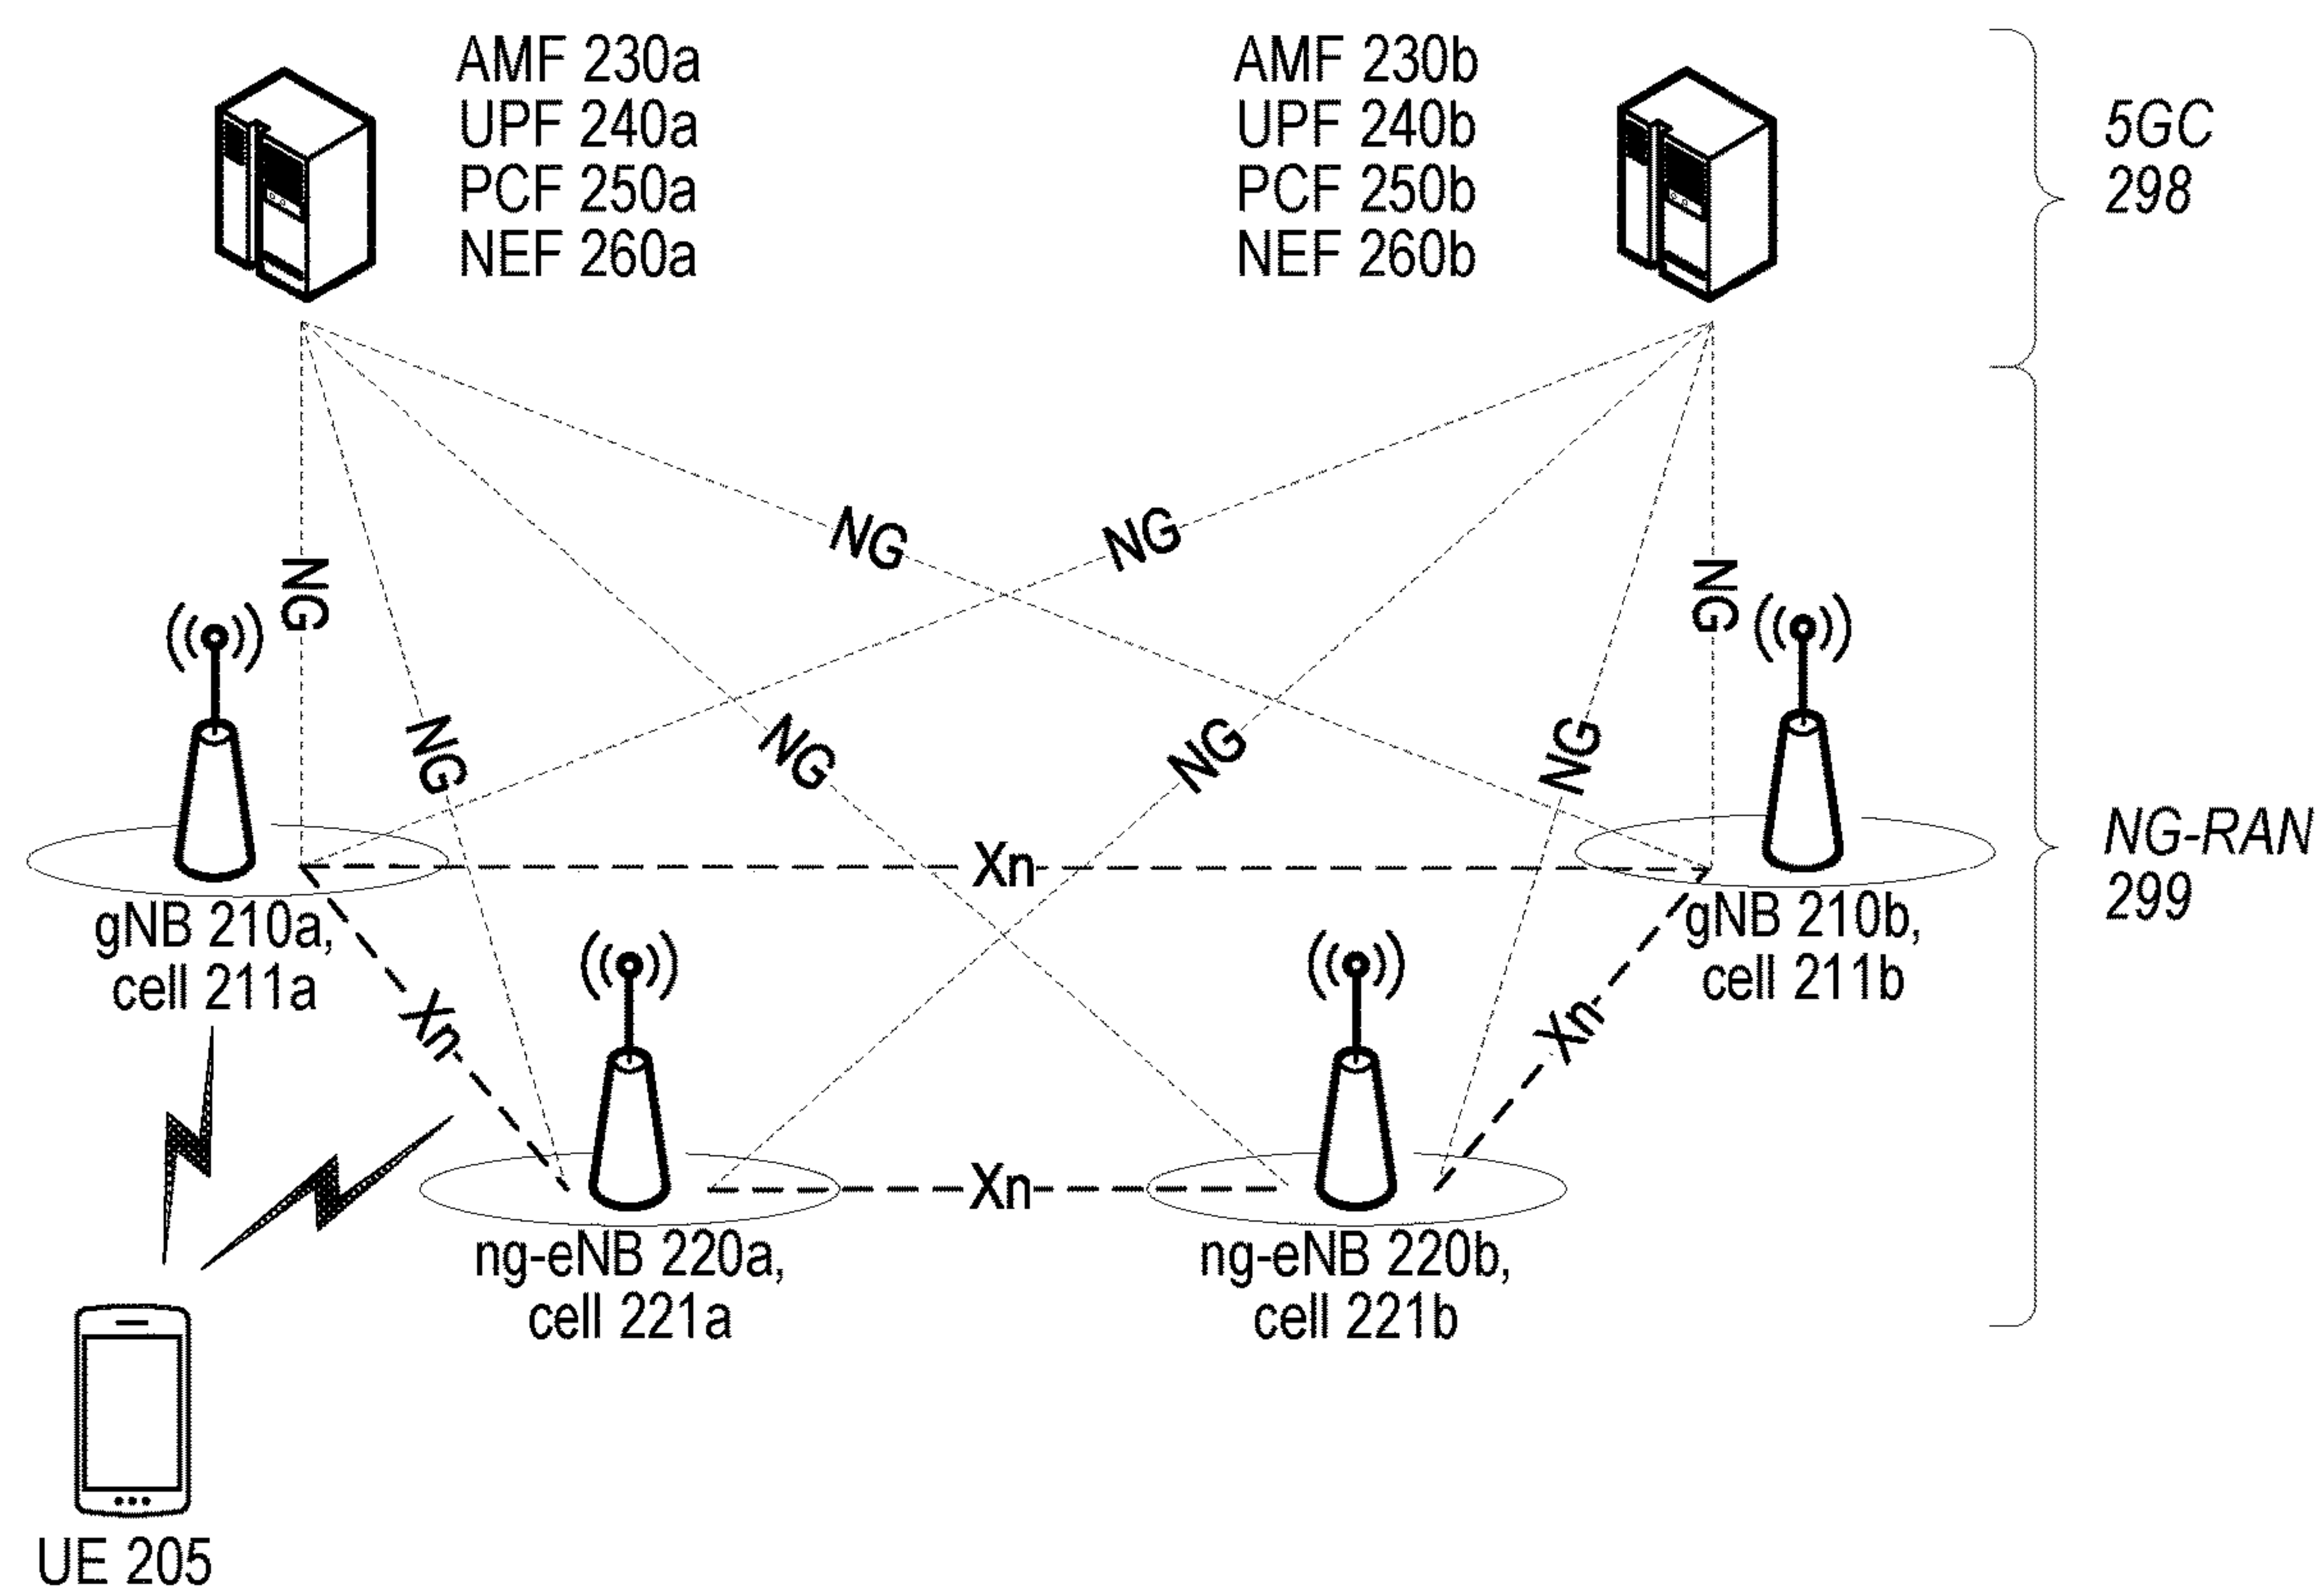 AMF 230a
UPF 240a
PCF 250a
NEF 260a
AMF 230b
UPF 240b
PCF 250b
NEF 260b
5GC
298
NG
NG
NG
NG
NG
NG
NG
NG
NG-RAN
299
Xn
gNB 210a,
cell 211a
gNB 210b,
cell 211b
Xn
Xn
Xn
ng-eNB 220a,
cell 221a
ng-eNB 220b,
cell 221b
UE 205